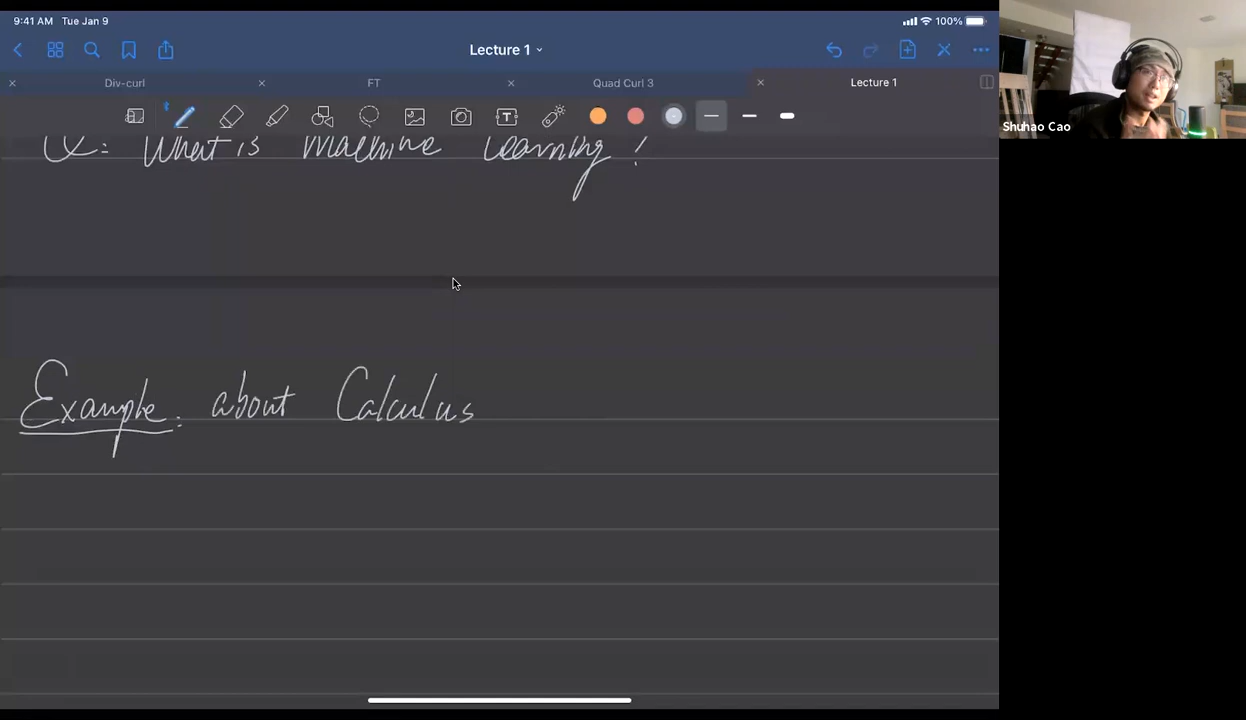 9:41 AM Tue Jan 9
100%
Lecture 1
Div-curl
FT
Quad Curl 3
Lecture 1
T
Shuhao Cao
Q: What is Machine Learning?
Example: about Calculus